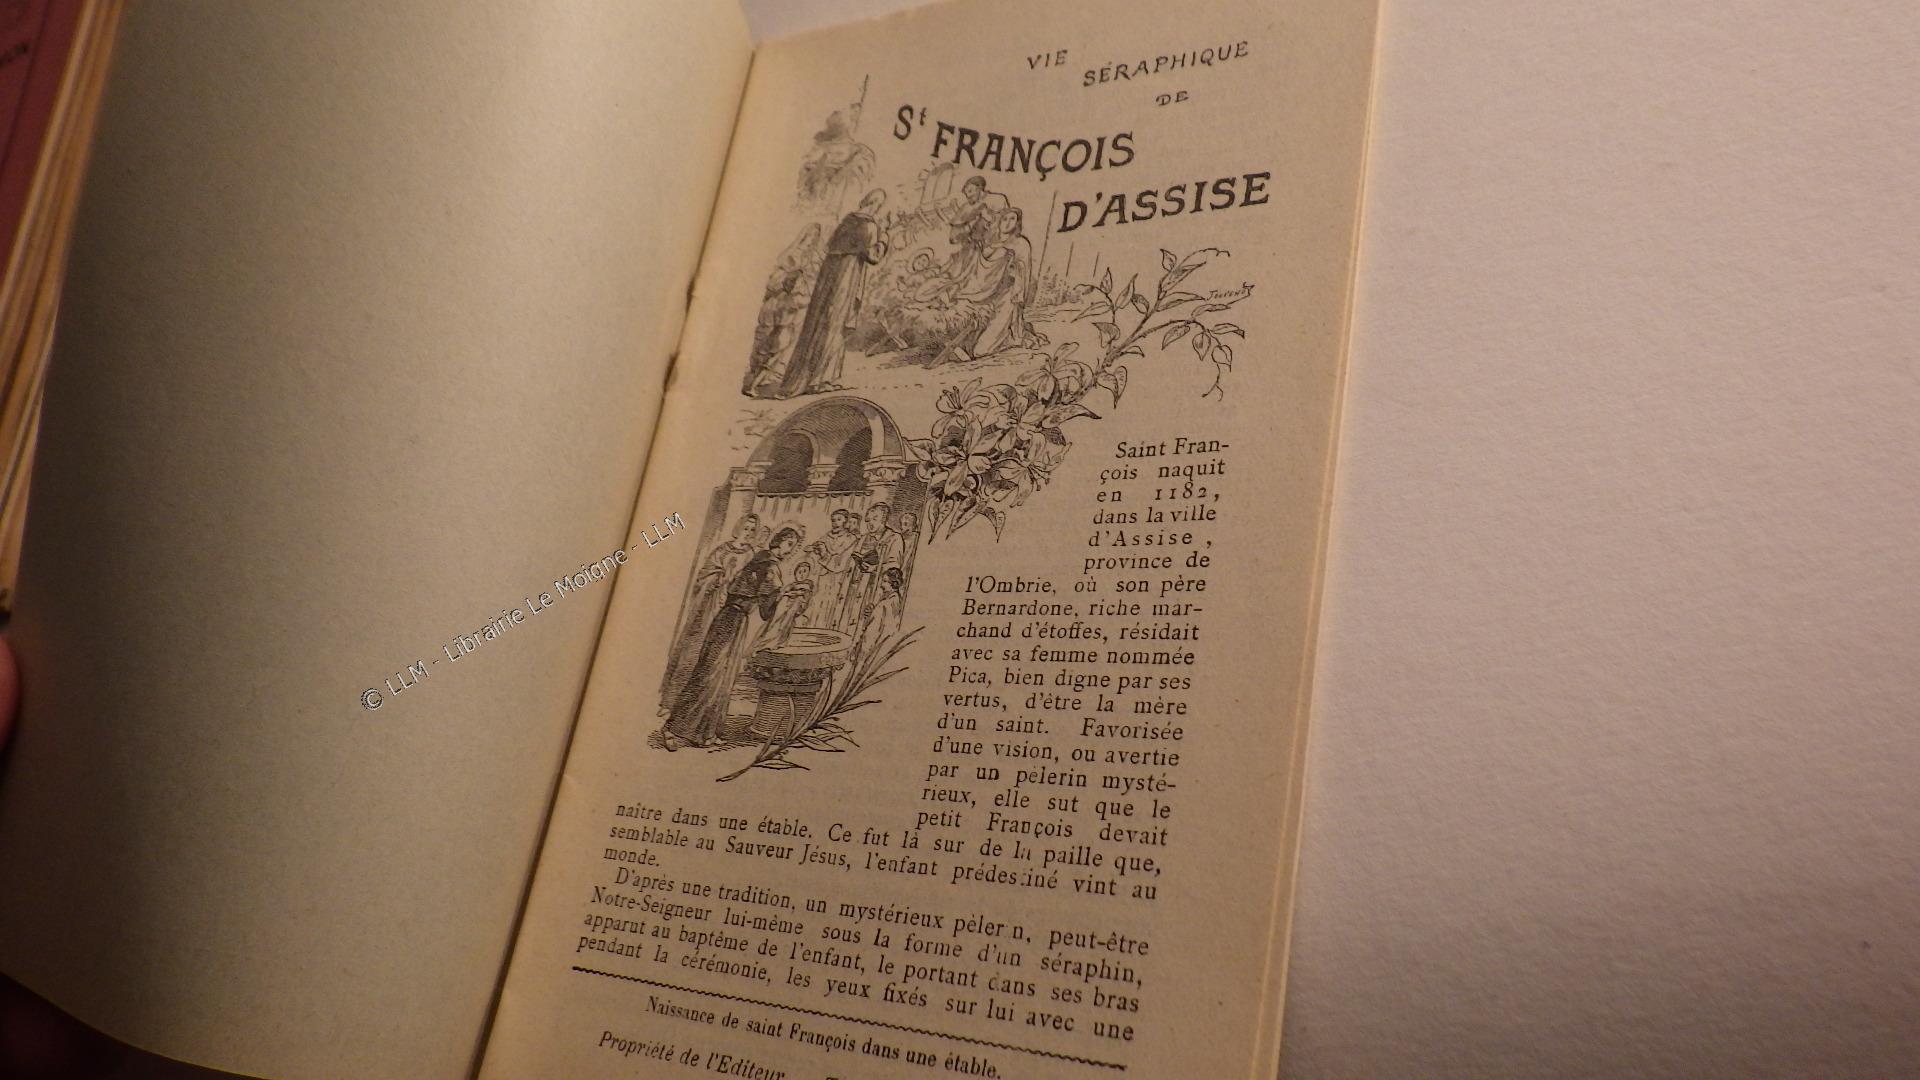 VIE SÉRAPHIQUE
DE
St FRANÇOIS
D'ASSISE
Saint Fran-
çois naquit
en 1182,
dans la ville
d'Assise,
province de
l'Ombrie, où son père
Bernardone, riche mar-
chand d'étoffes, résidait
avec sa femme nommée
Pica, bien digne par ses
vertus, d'être la mère
d'un saint. Favorisée
d'une vision, ou avertie
par un pèlerin mysté-
rieux, elle sut que le
petit François devait
naître dans une étable. Ce fut là sur de la paille que,
semblable au Sauveur Jésus, l'enfant prédestiné vint au
monde.
D'après une tradition, un mystérieux pèlerin, peut-être
Notre-Seigneur lui-même sous la forme d'un séraphin,
apparut au baptême de l'enfant, le portant dans ses bras
pendant la cérémonie, les yeux fixés sur lui avec une
Naissance de saint François dans une étable.
Propriété de l'Editeur
© LLM - Librairie Le Moigne - LLM